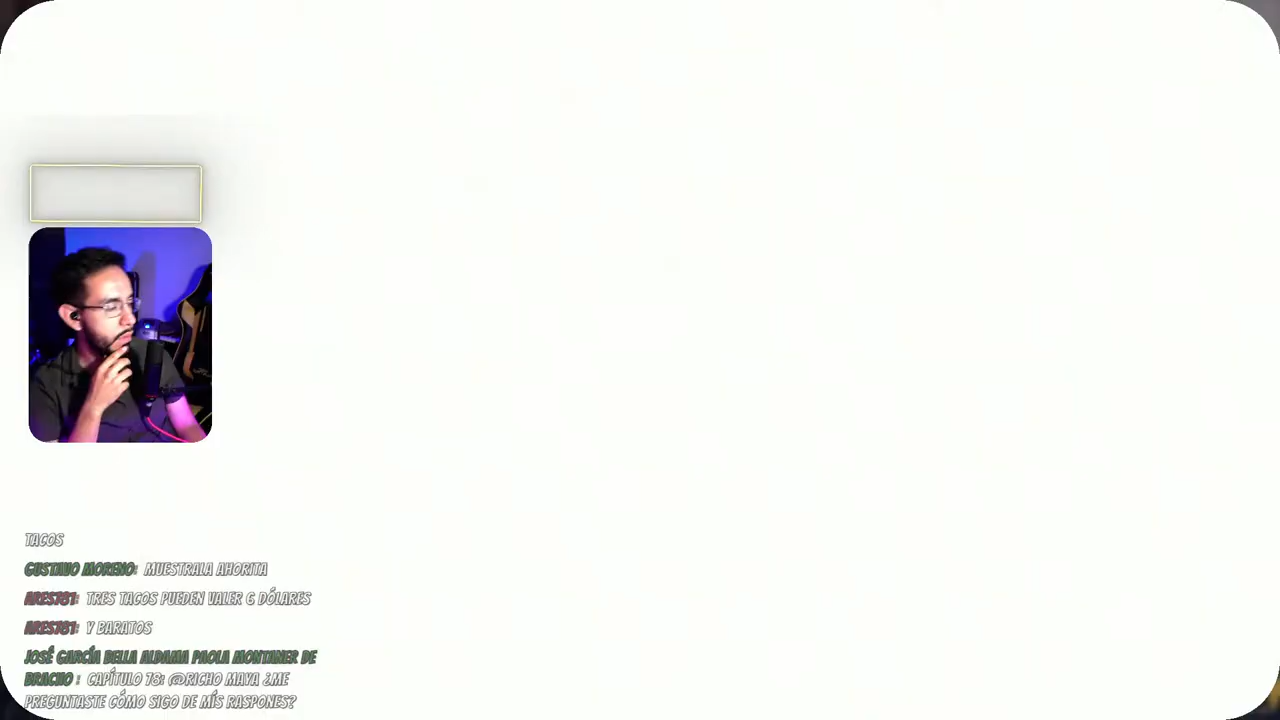 TACOS
GUSTAVO MORENO: MUESTRALA AHORITA
ARES781: TRES TACOS PUEDEN VALER 6 DÓLARES
ARES781: Y BARATOS
JOSÉ GARCÍA BELLA ALDAMA PAOLA MONTANER DE
BRACHO : CAPÍTULO 78: @RICHO MAYA ¿ME
PREGUNTASTE CÓMO SIGO DE MÍS RASPONES?